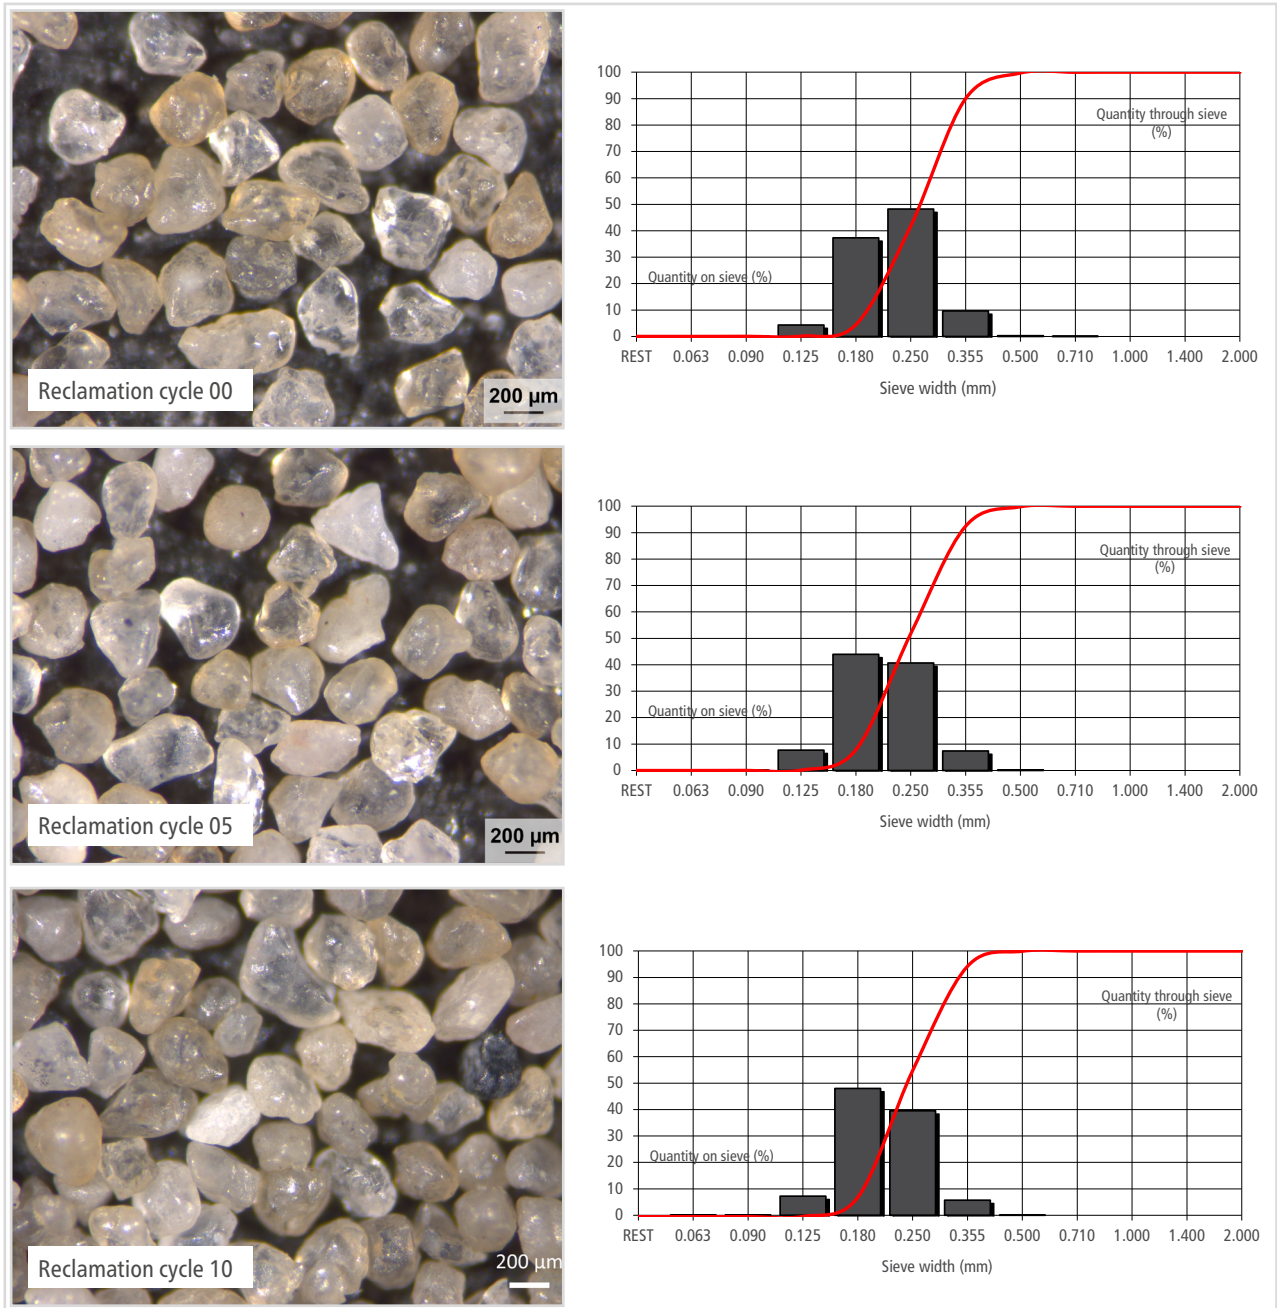 Reclamation cycle 00
200 µm
100
90
80
70
60
50
40
30
20
10
0
Quantity through sieve
(%)
Quantity on sieve (%)
REST 0.063 0.090 0.125 0.180 0.250 0.355 0.500 0.710 1.000 1.400 2.000
Sieve width (mm)
Reclamation cycle 05
200 µm
100
90
80
70
60
50
40
30
20
10
0
Quantity through sieve
(%)
Quantity on sieve (%)
REST 0.063 0.090 0.125 0.180 0.250 0.355 0.500 0.710 1.000 1.400 2.000
Sieve width (mm)
Reclamation cycle 10
200 µm
100
90
80
70
60
50
40
30
20
10
0
Quantity through sieve
(%)
Quantity on sieve (%)
REST 0.063 0.090 0.125 0.180 0.250 0.355 0.500 0.710 1.000 1.400 2.000
Sieve width (mm)